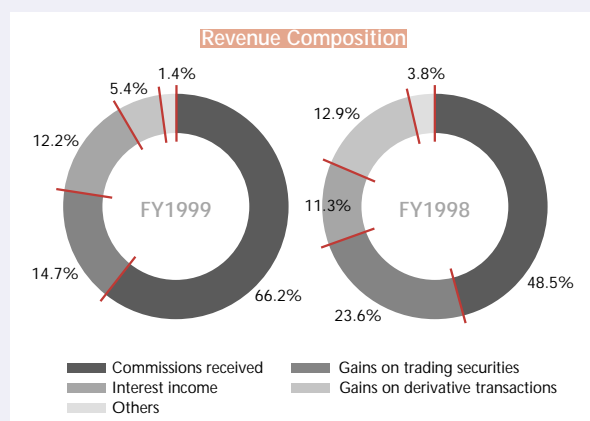 Revenue Composition
1.4%
5.4%
12.2%
14.7%
66.2%
FY1999
3.8%
12.9%
11.3%
23.6%
48.5%
FY1998
Commissions received
Gains on trading securities
Interest income
Gains on derivative transactions
Others